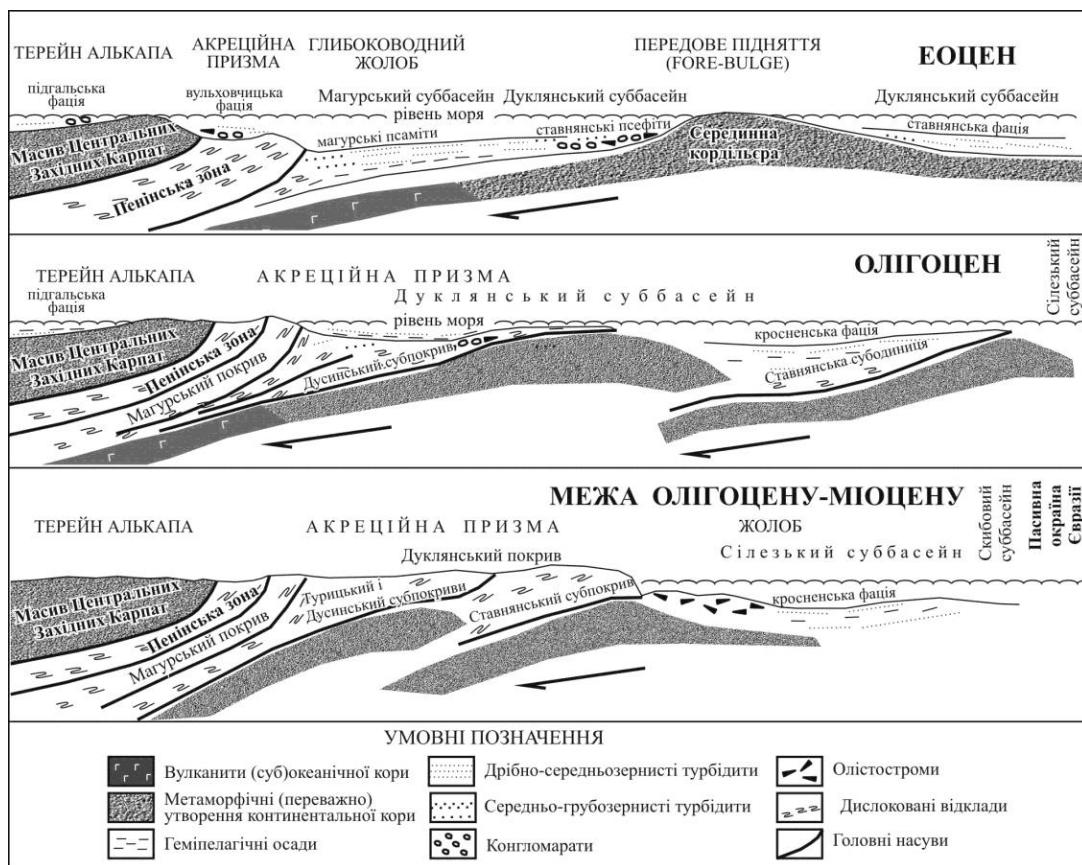 ТЕРЕЙН АЛЬКАПА
АКРЕЦІЙНА
ПРИЗМА
ГЛИБОКОВОДНИЙ
ЖОЛОБ
ПЕРЕДОВЕ ПІДНЯТТЯ
(FORE-BULGE)
ЕОЦЕН
підгальська
фація
вульховчицька
фація
Магурський суббасейн
Дуклянський суббасейн
Дуклянський суббасейн
рівень моря
магурські псаміти
ставнянські псефіти
ставнянська фація
Масив Центральних
Західних Карпат
Пенінська зона
Серединна
кордільєра
ОЛІГОЦЕН
Сілезький
суббасейн
ТЕРЕЙН АЛЬКАПА
АКРЕЦІЙНА ПРИЗМА
підгальська
фація
Дуклянський суббасейн
рівень моря
кросненська фація
Масив Центральних
Західних Карпат
Пенінська зона
Магурський покрив
Дусинський субпокрив
Ставнянська субодиниця
МЕЖА ОЛІГОЦЕНУ-МІОЦЕНУ
ТЕРЕЙН АЛЬКАПА
АКРЕЦІЙНА ПРИЗМА
ЖОЛОБ
Скибовий
суббасейн
Пасивна
окраїна
Євразії
Дуклянський покрив
Сілезький суббасейн
Масив Центральних
Західних Карпат
Пенінська зона
Магурський покрив
Турицький і
Дусинський субпокриви
Ставнянський субпокрив
кросненська фація
УМОВНІ ПОЗНАЧЕННЯ
Вулканити (суб)океанічної кори
Дрібно-середньозернисті турбідити
Олістостроми
Метаморфічні (переважно)
утворення континентальної кори
Середньо-грубозернисті турбідити
Дислоковані відклади
Геміпелагічні осади
Конгломарати
Головні насуви